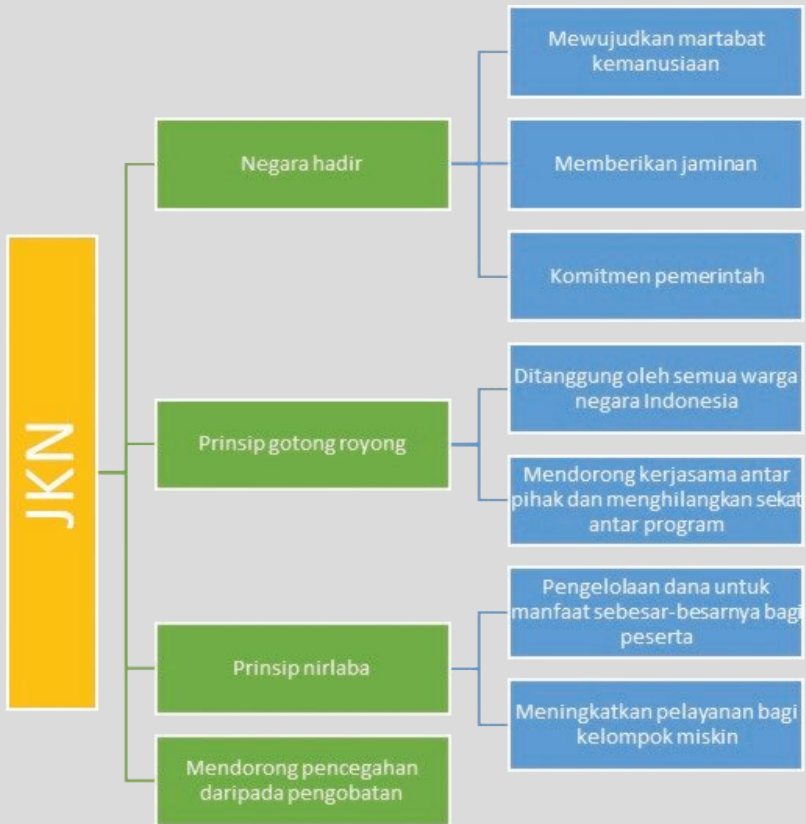 JKN
Negara hadir
Mewujudkan martabat
kemanusiaan
Memberikan jaminan
Komitmen pemerintah
Prinsip gotong royong
Ditanggung oleh semua warga
negara Indonesia
Mendorong kerjasama antar
pihak dan menghilangkan sekat
antar program
Prinsip nirlaba
Pengelolaan dana untuk
manfaat sebesar-besarnya bagi
peserta
Meningkatkan pelayanan bagi
kelompok miskin
Mendorong pencegahan
daripada pengobatan